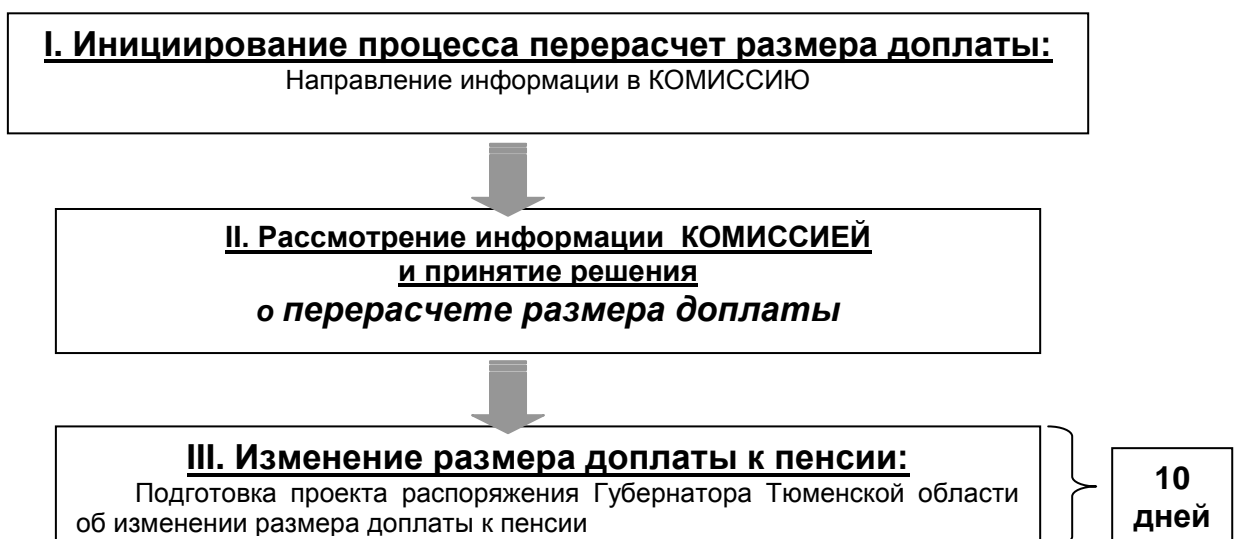 I. Инициирование процесса перерасчет размера доплаты:
Направление информации в КОМИССИЮ
II. Рассмотрение информации КОМИССИЕЙ
и принятие решения
о перерасчете размера доплаты
III. Изменение размера доплаты к пенсии:
Подготовка проекта распоряжения Губернатора Тюменской области
об изменении размера доплаты к пенсии
10
дней